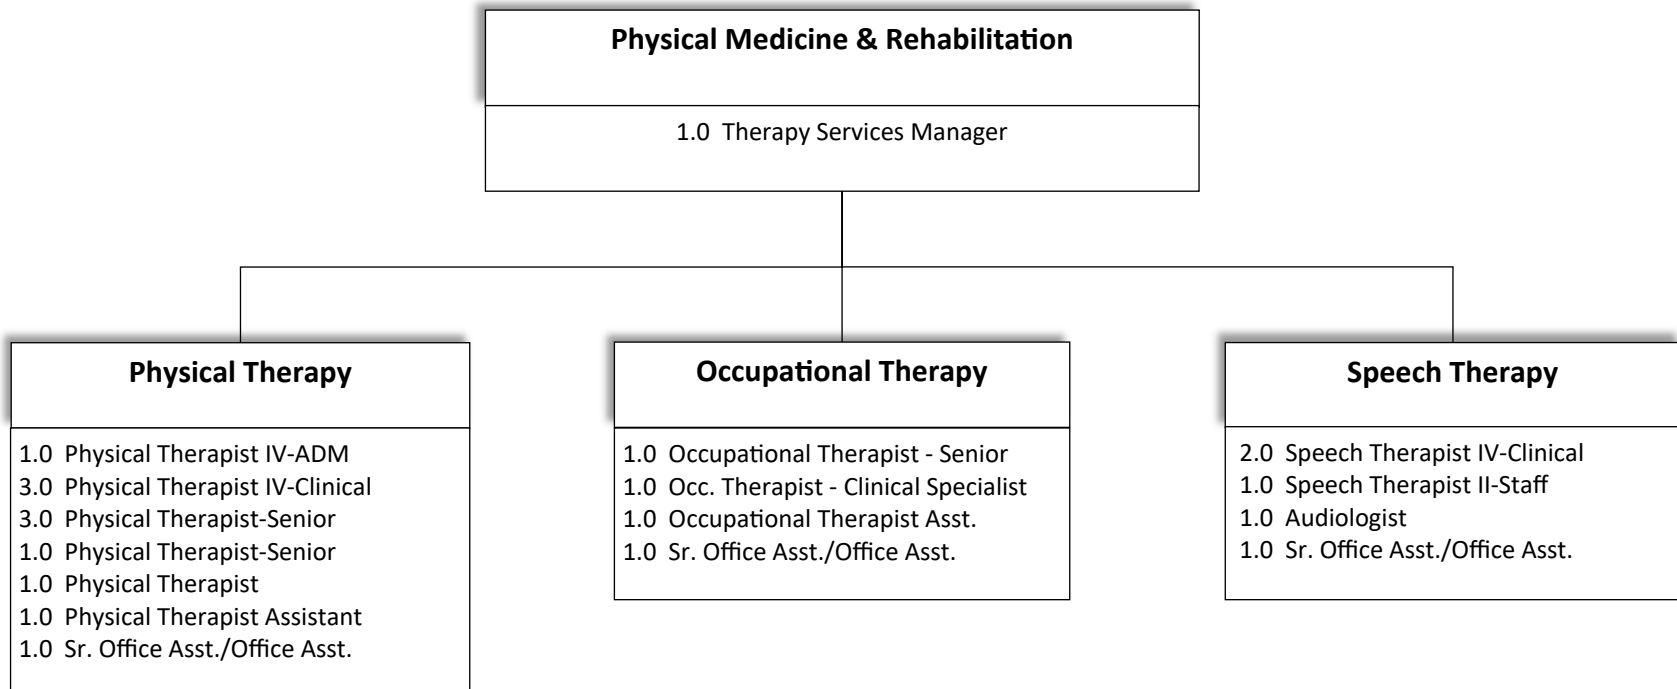 Physical Medicine & Rehabilitation
1.0 Therapy Services Manager
Physical Therapy
1.0 Physical Therapist IV-ADM
3.0 Physical Therapist IV-Clinical
3.0 Physical Therapist-Senior
1.0 Physical Therapist-Senior
1.0 Physical Therapist
1.0 Physical Therapist Assistant
1.0 Sr. Office Asst./Office Asst.
Occupational Therapy
1.0 Occupational Therapist - Senior
1.0 Occ. Therapist - Clinical Specialist
1.0 Occupational Therapist Asst.
1.0 Sr. Office Asst./Office Asst.
Speech Therapy
2.0 Speech Therapist IV-Clinical
1.0 Speech Therapist II-Staff
1.0 Audiologist
1.0 Sr. Office Asst./Office Asst.